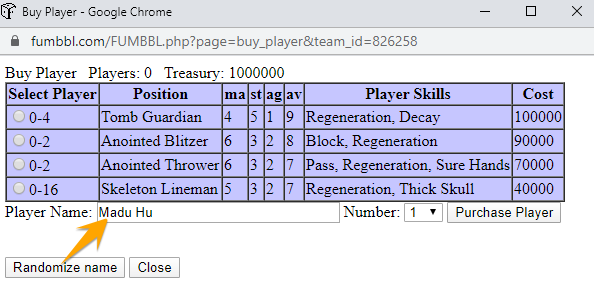 Buy Player - Google Chrome
fumbbl.com/FUMBBL.php?page=buy_player&team_id=826258
Buy Player Players: 0 Treasury: 1000000
Select Player Position ma st ag av Player Skills Cost
0-4 Tomb Guardian 4 5 1 9 Regeneration, Decay 100000
0-2 Anointed Blitzer 6 3 2 8 Block, Regeneration 90000
0-2 Anointed Thrower 6 3 2 7 Pass, Regeneration, Sure Hands 70000
0-16 Skeleton Lineman 5 3 2 7 Regeneration, Thick Skull 40000
Player Name: Madu Hu Number: 1 Purchase Player
Randomize name Close